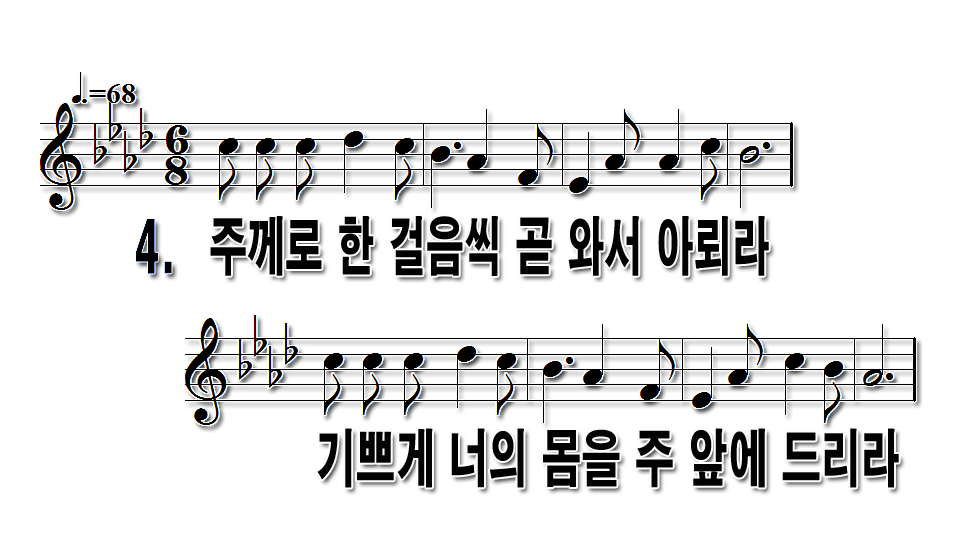 ♩.=68
6
8
4. 주께로 한 걸음씩 곧 와서 아뢰라
기쁘게 너의 몸을 주 앞에 드리라